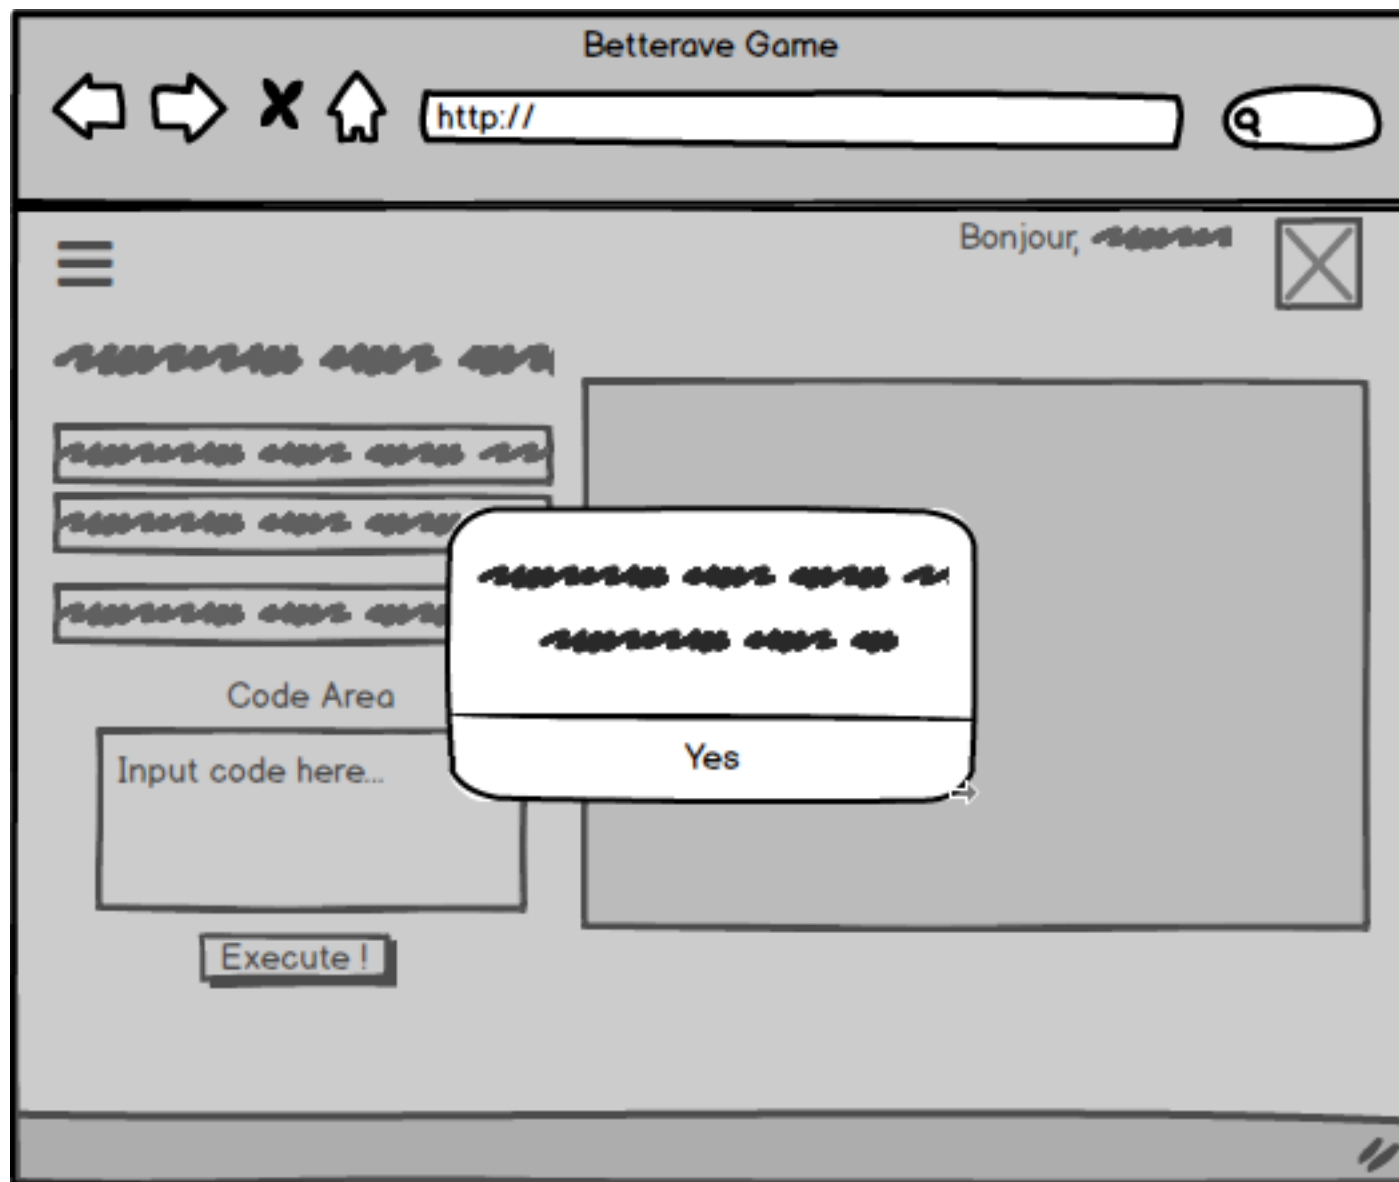 Betterave Game
http://
Bonjour,
Code Area
Input code here...
Yes
Execute !